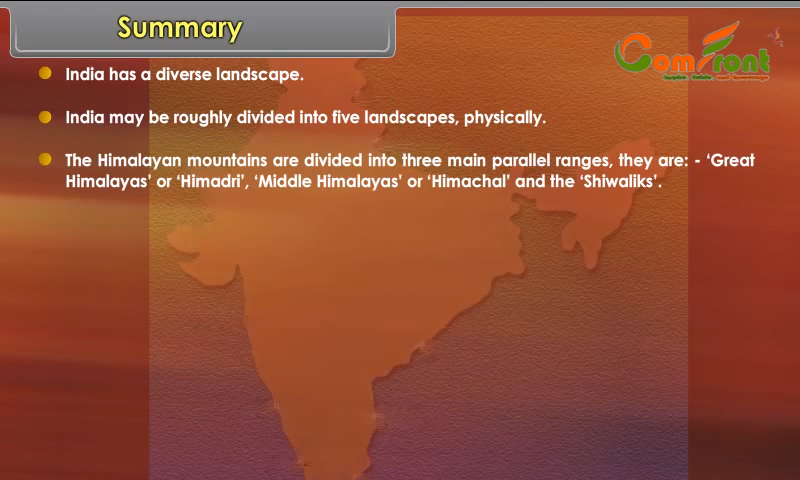 Summary
ComFront
India has a diverse landscape.
India may be roughly divided into five landscapes, physically.
The Himalayan mountains are divided into three main parallel ranges, they are: - ‘Great
Himalayas’ or ‘Himadri’, ‘Middle Himalayas’ or ‘Himachal’ and the ‘Shiwaliks’.